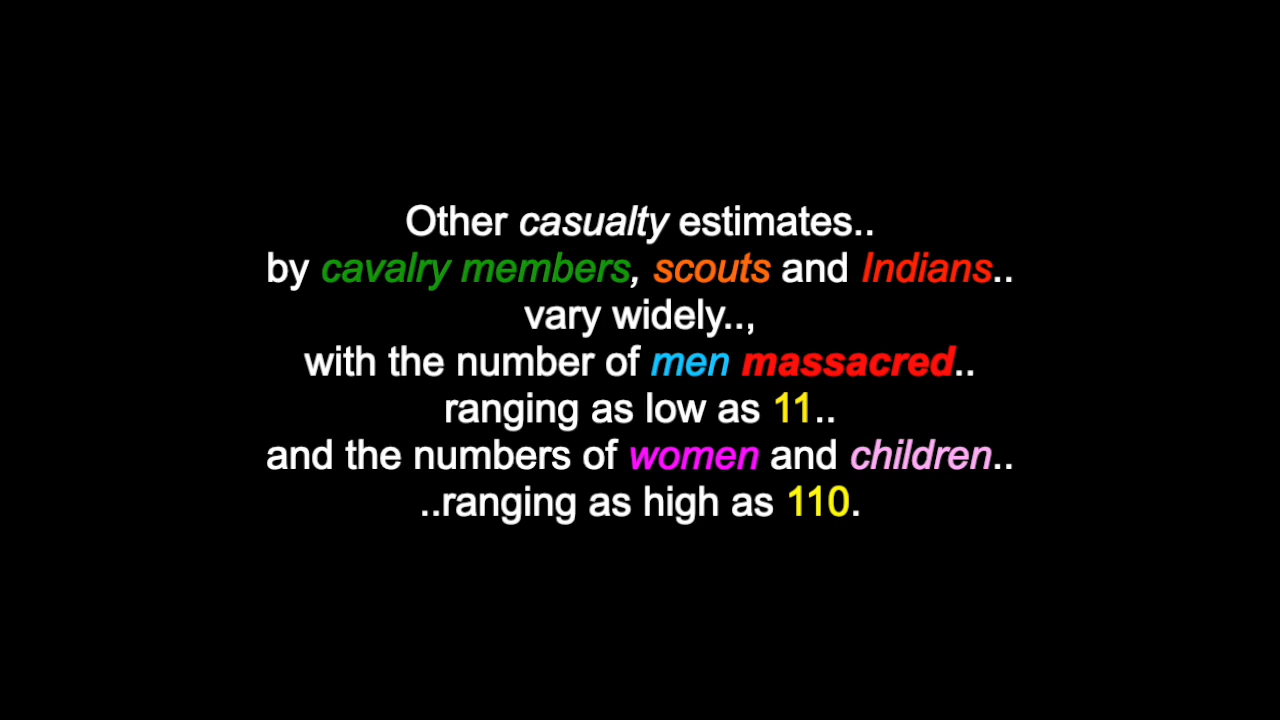 Other casualty estimates..
by cavalry members, scouts and Indians..
vary widely..,
with the number of men massacred..
ranging as low as 11..
and the numbers of women and children..
..ranging as high as 110.